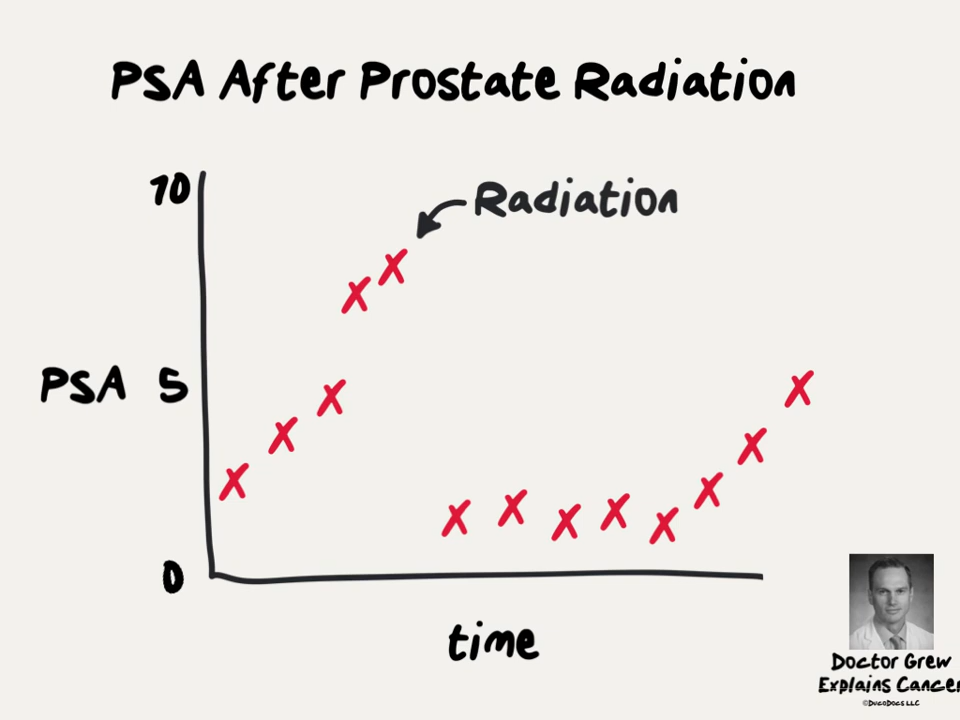 PSA After Prostate Radiation
10
Radiation
PSA 5
0
time
Doctor Grew
Explains Cancer
©DucoDocs LLC